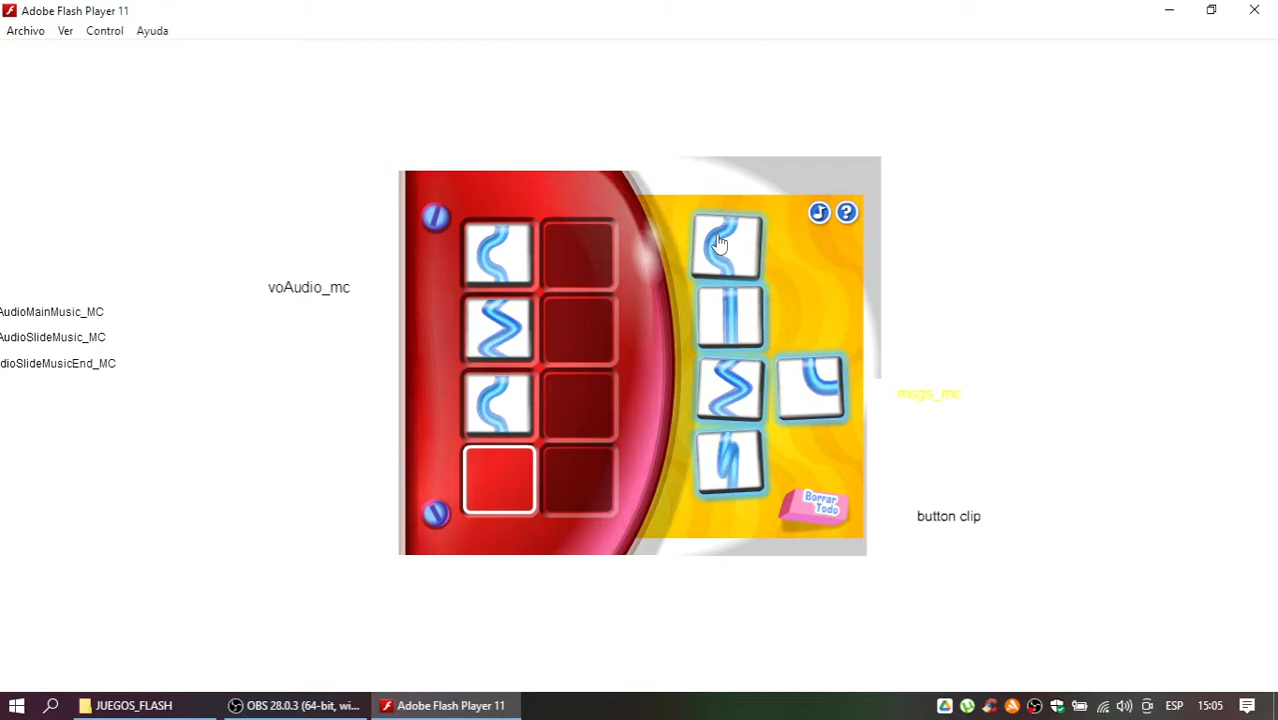 Adobe Flash Player 11
Archivo Ver Control Ayuda
?
voAudio_mc
AudioMainMusic_MC
AudioSlideMusic_MC
dioSlideMusicEnd_MC
msgs_mc
Borrar
Todo
button clip
JUEGOS_FLASH
OBS 28.0.3 (64-bit, wi...
Adobe Flash Player 11
ESP
15:05